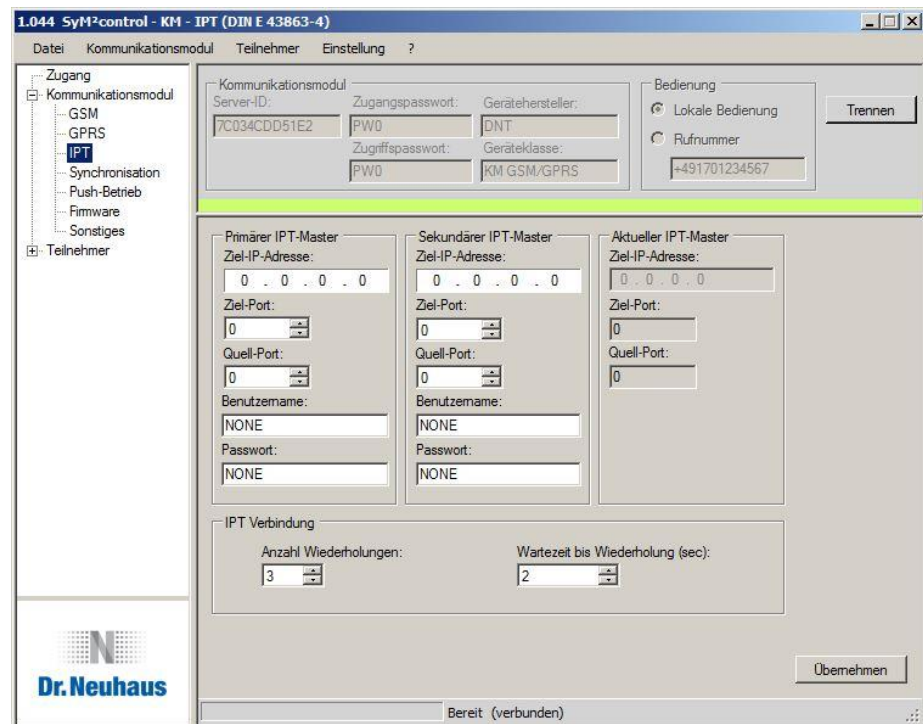 1.044 SyM²control - KM - IPT (DIN E 43863-4)
Datei Kommunikationsmodul Teilnehmer Einstellung ?
Zugang
Kommunikationsmodul
GSM
GPRS
IPT
Synchronisation
Push-Betrieb
Firmware
Sonstiges
Teilnehmer
Kommunikationsmodul
Server-ID: Zugangspasswort: Gerätehersteller:
7C034CDD51E2 PW0 DNT
Zugriffspasswort: Geräteklasse:
PW0 KM GSM/GPRS
Bedienung
Lokale Bedienung
Rufnummer
+491701234567
Trennen
Primärer IPT-Master
Ziel-IP-Adresse:
0 . 0 . 0 . 0
Ziel-Port:
0
Quell-Port:
0
Benutzername:
NONE
Passwort:
NONE
Sekundärer IPT-Master
Ziel-IP-Adresse:
0 . 0 . 0 . 0
Ziel-Port:
0
Quell-Port:
0
Benutzername:
NONE
Passwort:
NONE
Aktueller IPT-Master
Ziel-IP-Adresse:
0 . 0 . 0 . 0
Ziel-Port:
0
Quell-Port:
0
IPT Verbindung
Anzahl Wiederholungen: Wartezeit bis Wiederholung (sec):
3 2
N
Dr.Neuhaus
Übernehmen
Bereit (verbunden)